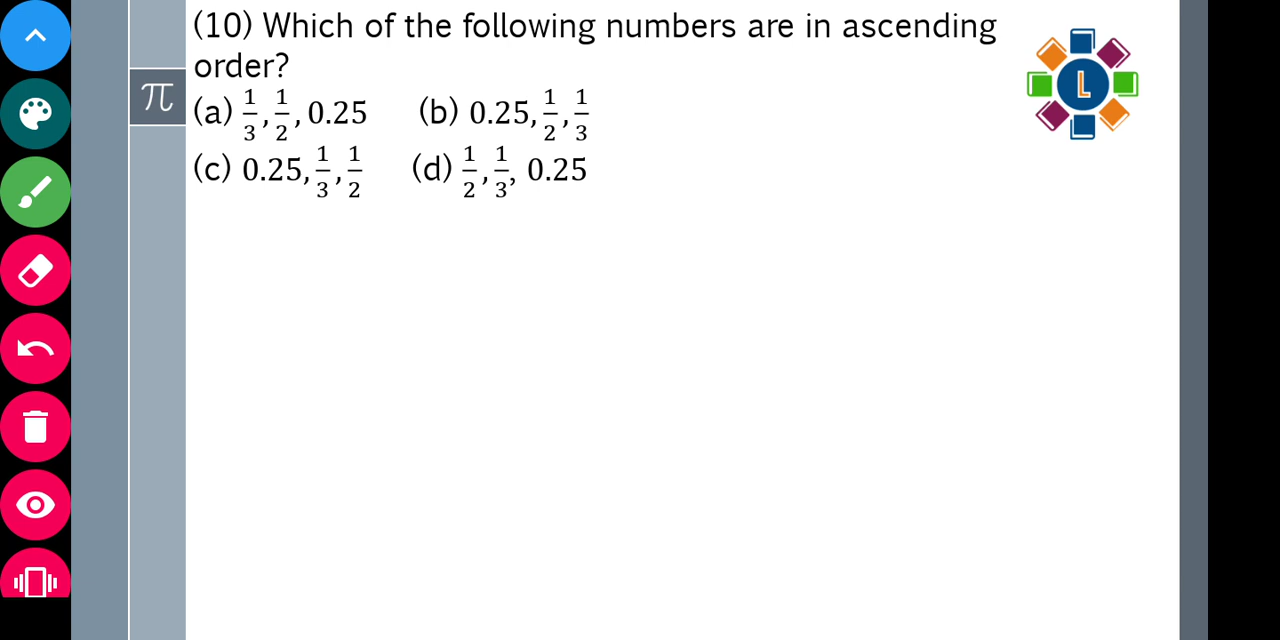 (10) Which of the following numbers are in ascending
order?
π
(a) 1/3, 1/2, 0.25 (b) 0.25, 1/2, 1/3
(c) 0.25, 1/3, 1/2 (d) 1/2, 1/3, 0.25
L